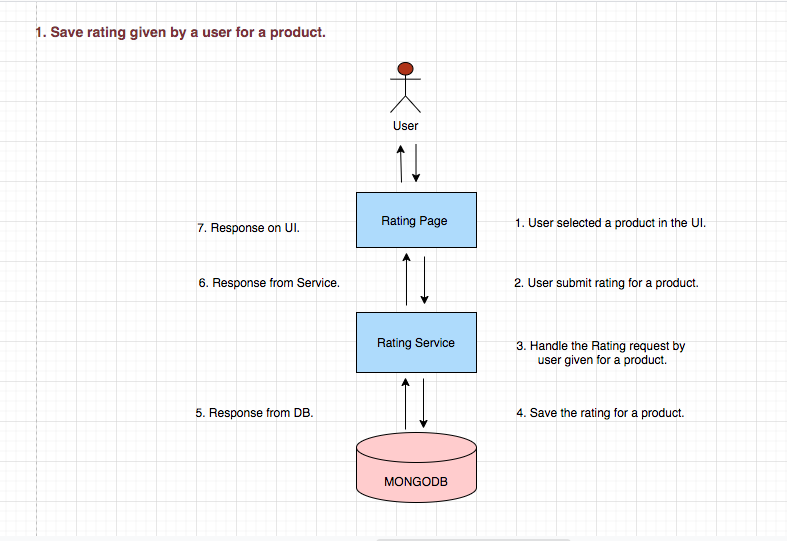 1. Save rating given by a user for a product.
User
Rating Page
7. Response on UI.
1. User selected a product in the UI.
6. Response from Service.
2. User submit rating for a product.
Rating Service
3. Handle the Rating request by
user given for a product.
5. Response from DB.
4. Save the rating for a product.
MONGODB